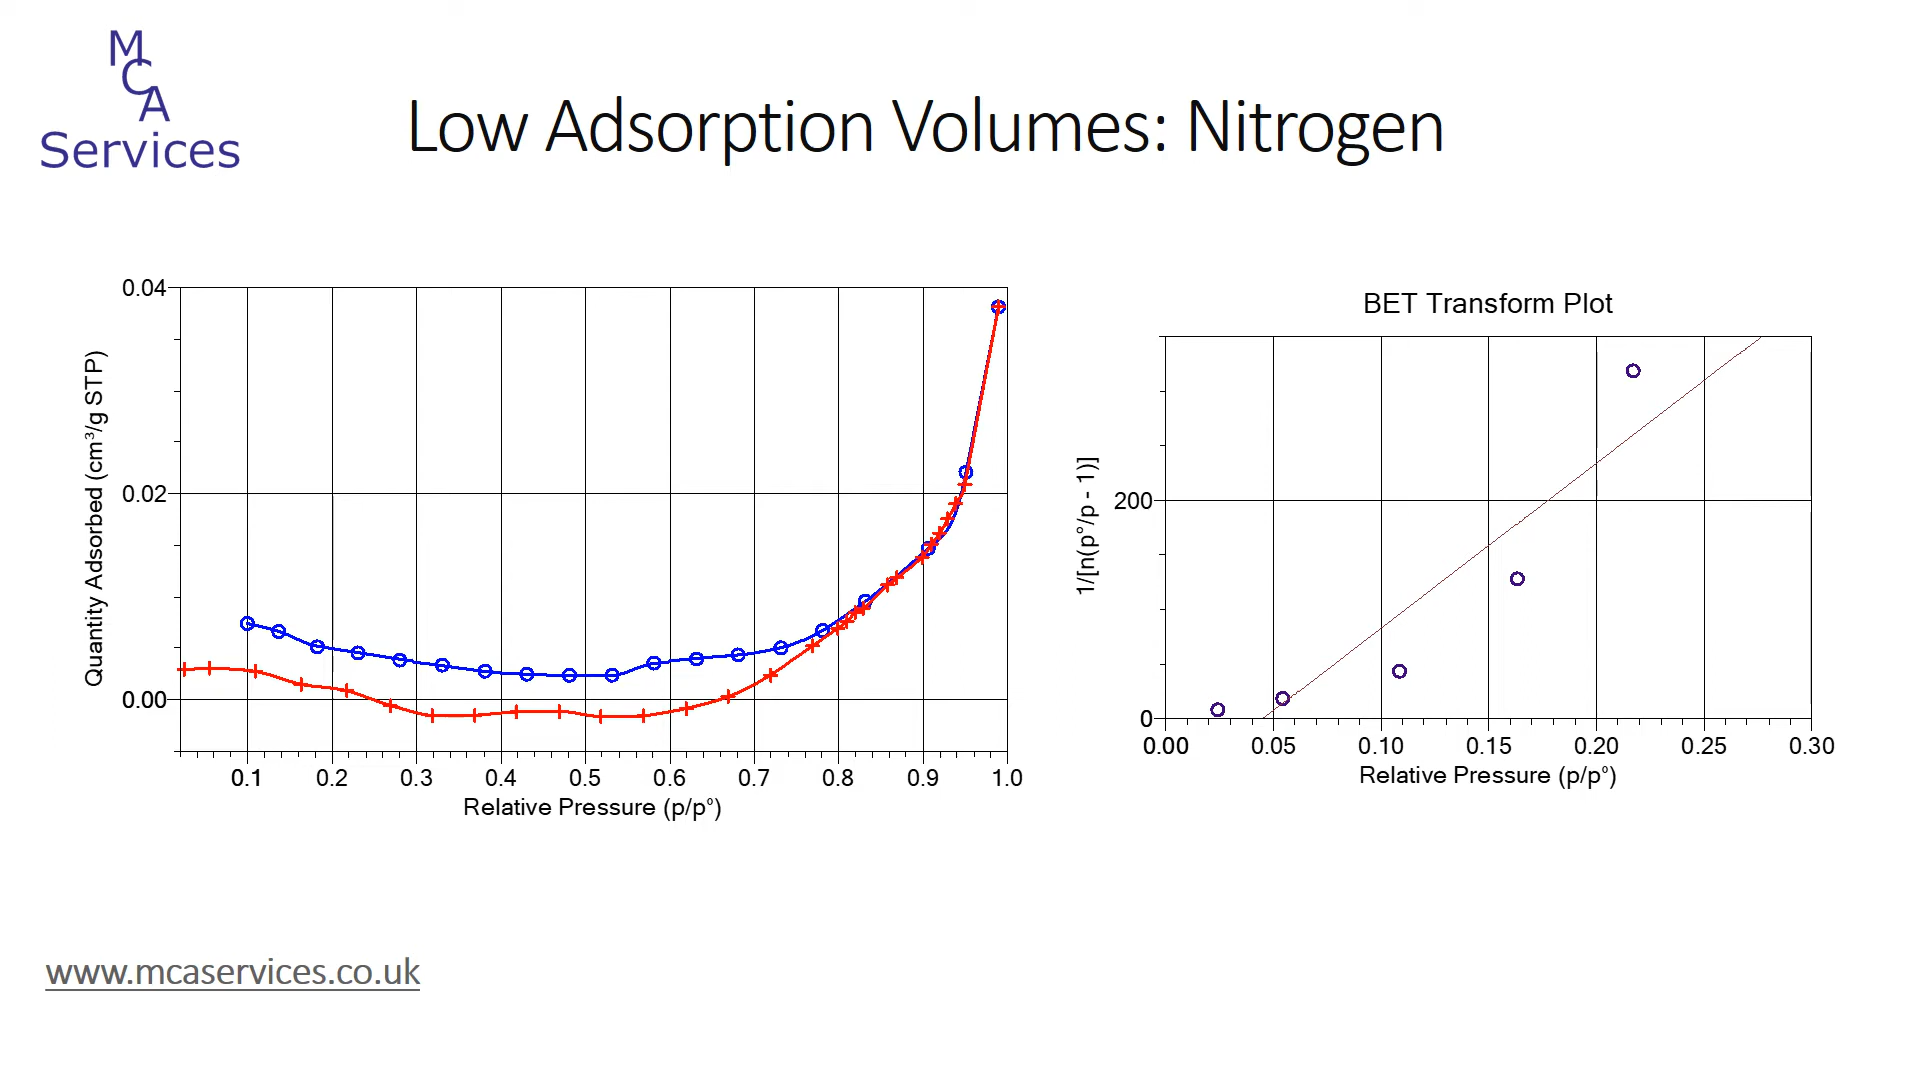 M
C
A
Services
Low Adsorption Volumes: Nitrogen
0.04
0.02
0.00
Quantity Adsorbed (cm³/g STP)
0.1 0.2 0.3 0.4 0.5 0.6 0.7 0.8 0.9 1.0
Relative Pressure (p/p°)
BET Transform Plot
1/[n(p°/p - 1)]
200
0
0.00 0.05 0.10 0.15 0.20 0.25 0.30
Relative Pressure (p/p°)
www.mcaservices.co.uk